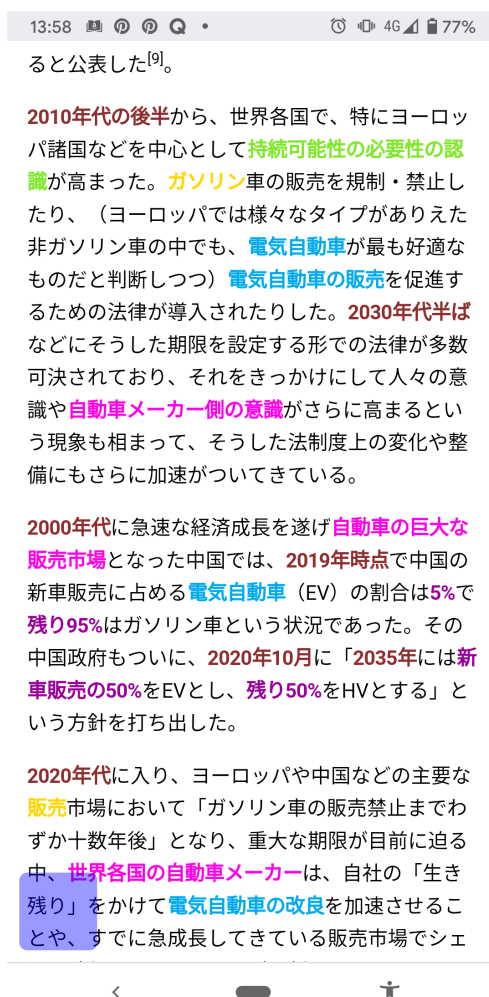 13:58 4G 77%
ると公表した[9]。
2010年代の後半から、世界各国で、特にヨーロッ
パ諸国などを中心として持続可能性の必要性の認
識が高まった。ガソリン車の販売を規制・禁止し
たり、（ヨーロッパでは様々なタイプがありえた
非ガソリン車の中でも、電気自動車が最も好適な
ものだと判断しつつ）電気自動車の販売を促進す
るための法律が導入されたりした。2030年代半ば
などにそうした期限を設定する形での法律が多数
可決されており、それをきっかけにして人々の意
識や自動車メーカー側の意識がさらに高まるとい
う現象も相まって、そうした法制度上の変化や整
備にもさらに加速がついてきている。
2000年代に急速な経済成長を遂げ自動車の巨大な
販売市場となった中国では、2019年時点で中国の
新車販売に占める電気自動車（EV）の割合は5%で
残り95%はガソリン車という状況であった。その
中国政府もついに、2020年10月に「2035年には新
車販売の50%をEVとし、残り50%をHVとする」と
いう方針を打ち出した。
2020年代に入り、ヨーロッパや中国などの主要な
販売市場において「ガソリン車の販売禁止までわ
ずか十数年後」となり、重大な期限が目前に迫る
中、世界各国の自動車メーカーは、自社の「生き
残り」をかけて電気自動車の改良を加速させるこ
とや、すでに急成長してきている販売市場でシェ